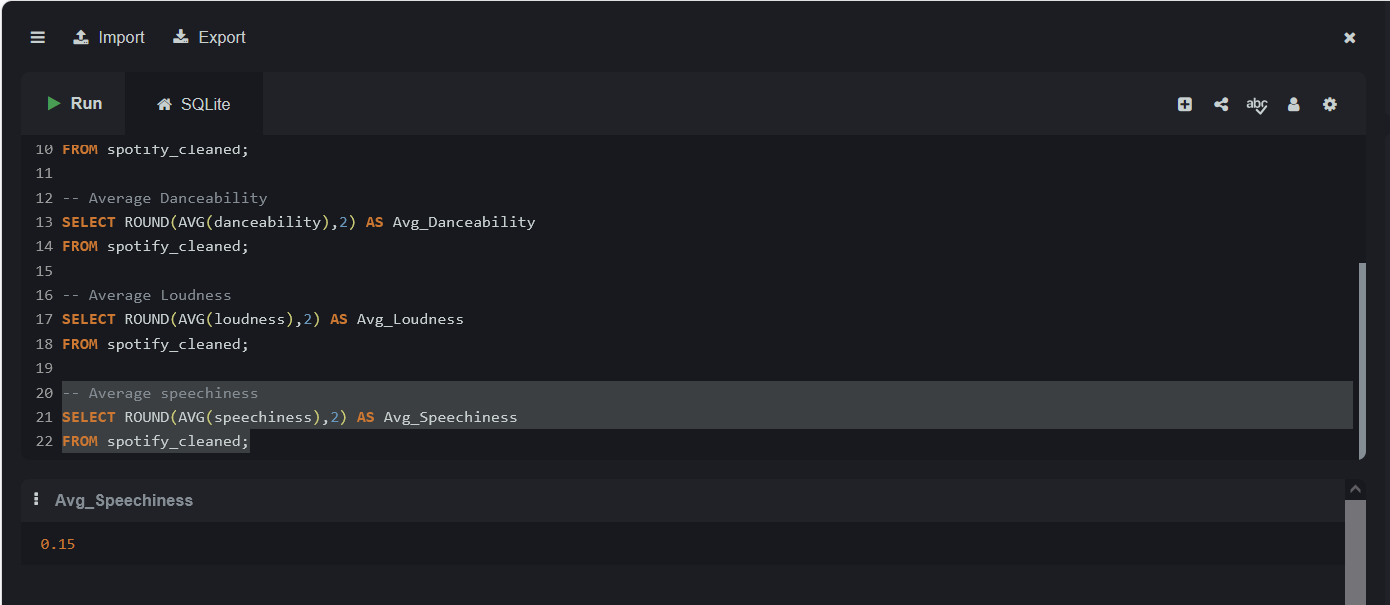 Import Export
Run SQLite abc
10 FROM spotify_cleaned;
11
12 -- Average Danceability
13 SELECT ROUND(AVG(danceability),2) AS Avg_Danceability
14 FROM spotify_cleaned;
15
16 -- Average Loudness
17 SELECT ROUND(AVG(loudness),2) AS Avg_Loudness
18 FROM spotify_cleaned;
19
20 -- Average speechiness
21 SELECT ROUND(AVG(speechiness),2) AS Avg_Speechiness
22 FROM spotify_cleaned;
Avg_Speechiness
0.15